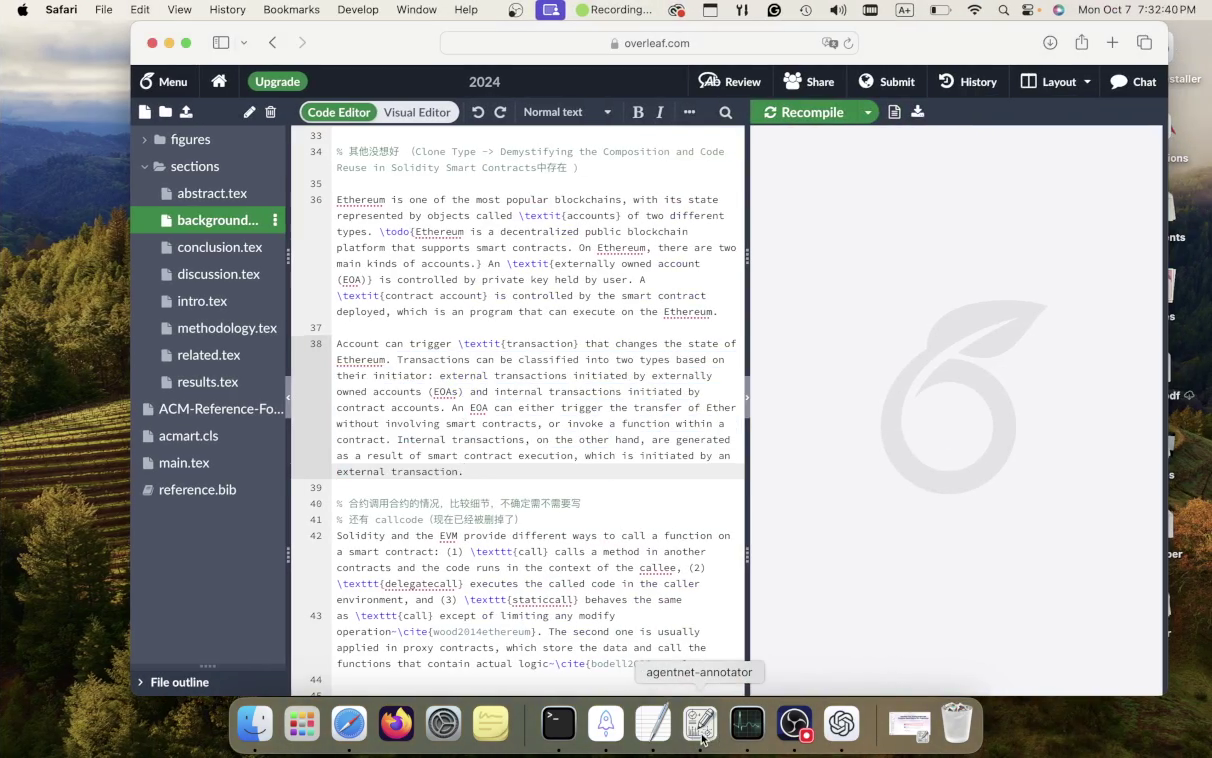 Mon Oct 7 7:32:40 PM
overleaf.com
Menu
Upgrade
2024
Review
Share
Submit
History
Layout
Chat
Code Editor
Visual Editor
Normal text
B I
Recompile
staller
figures
sections
abstract.tex
background...
conclusion.tex
discussion.tex
intro.tex
methodology.tex
related.tex
results.tex
ACM-Reference-Fo...
acmart.cls
main.tex
reference.bib
File outline
33
34 % 其他没想好 （Clone Type -> Demystifying the Composition and Code
Reuse in Solidity Smart Contracts中存在 ）
35
36 Ethereum is one of the most popular blockchains, with its state
represented by objects called \textit{accounts} of two different
types. \todo{Ethereum is a decentralized public blockchain
platform that supports smart contracts. On Ethereum, there are two
main kinds of accounts.} An \textit{externally owned account
(EOA)} is controlled by private key held by user. A
\textit{contract account} is controlled by the smart contract
deployed, which is an program that can execute on the Ethereum.
37
38 Account can trigger \textit{transaction} that changes the state of
Ethereum. Transactions can be classified into two types based on
their initiator: external transactions initiated by externally
owned accounts (EOAs) and internal transactions initiated by
contract accounts. An EOA can either trigger the transfer of Ether
without involving smart contracts, or invoke a function within a
contract. Internal transactions, on the other hand, are generated
as a result of smart contract execution, which is initiated by an
external transaction.
39
40 % 合约调用合约的情况，比较细节，不确定需不需要写
41 % 还有 callcode（现在已经被删掉了）
42 Solidity and the EVM provide different ways to call a function on
a smart contract: (1) \texttt{call} calls a method in another
contracts and the code runs in the context of the callee, (2)
\texttt{delegatecall} executes the called code in the caller
environment, and (3) \texttt{staticcall} behaves the same
43 as \texttt{call} except of limiting any modify
operation~\cite{wood2014ethereum}. The second one is usually
applied in proxy contracts, which store the data and call the
functions that contain actual logic~\cite{bodell2
44
agentnet-annotator